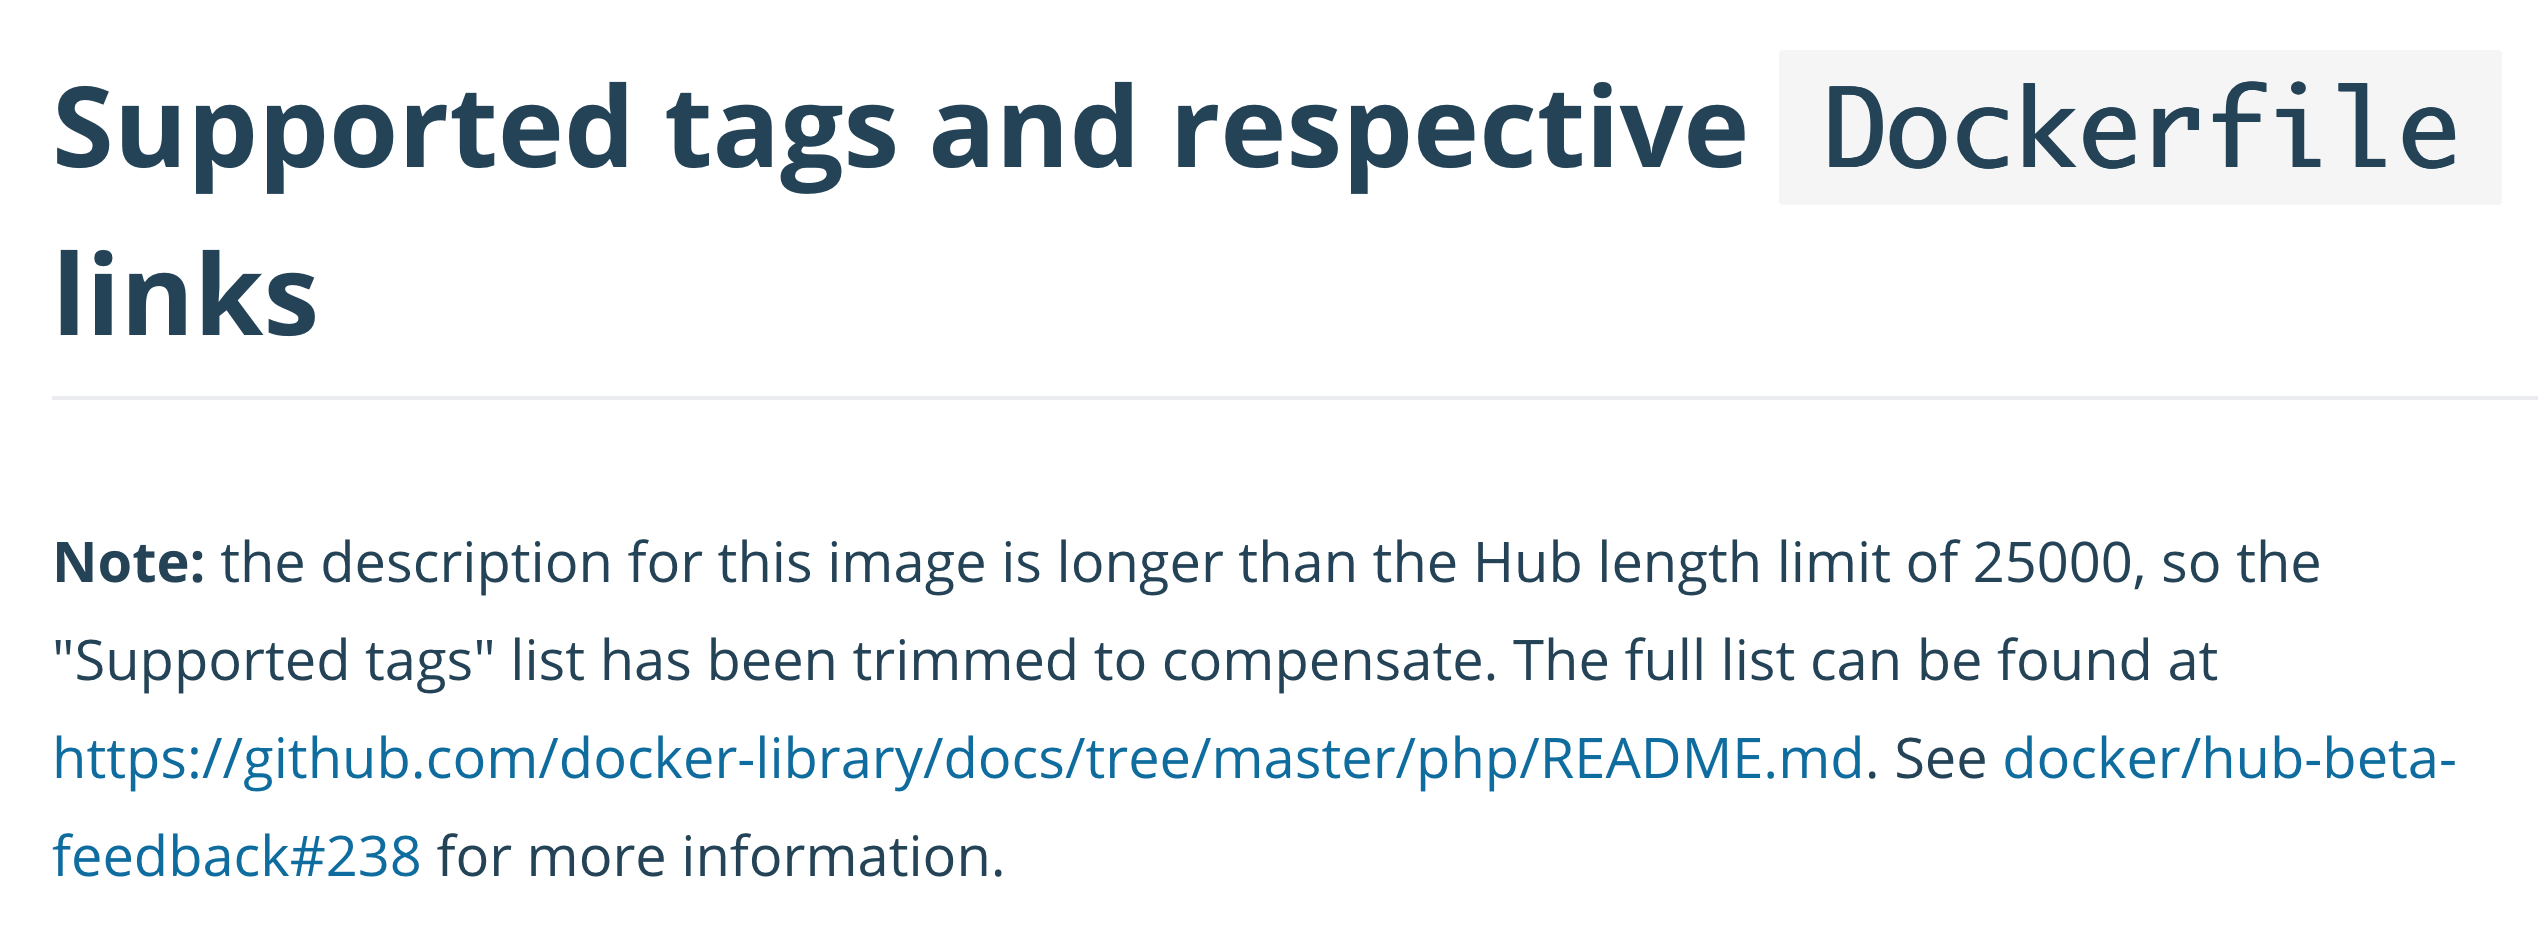 Supported tags and respective Dockerfile
links
Note: the description for this image is longer than the Hub length limit of 25000, so the
"Supported tags" list has been trimmed to compensate. The full list can be found at
https://github.com/docker-library/docs/tree/master/php/README.md. See docker/hub-beta-
feedback#238 for more information.